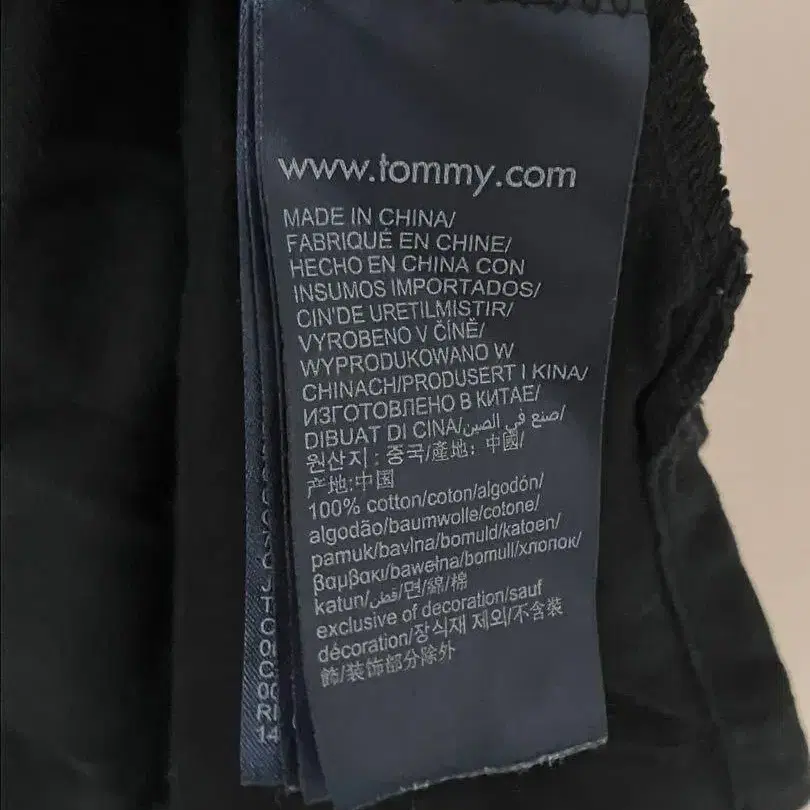 www.tommy.com
MADE IN CHINA/
FABRIQUÉ EN CHINE/
HECHO EN CHINA CON
INSUMOS IMPORTADOS/
CIN'DE URETILMISTIR/
VYROBENO V ČÍNĚ/
WYPRODUKOWANO W
CHINACH/PRODUSERT I KINA/
ИЗГОТОВЛЕНО В КИТАЕ/
DIBUAT DI CINA/صنع في الصين/
원산지 : 중국/產地: 中國/
产地:中国
100% cotton/coton/algodón/
algodão/baumwolle/cotone/
pamuk/bavlna/bomuld/katoen/
βαμβακι/bawełna/bomull/хлопок/
katun/قطن/면/綿/棉
exclusive of decoration/sauf
décoration/장식재 제외/不含裝
飾/装饰部分除外